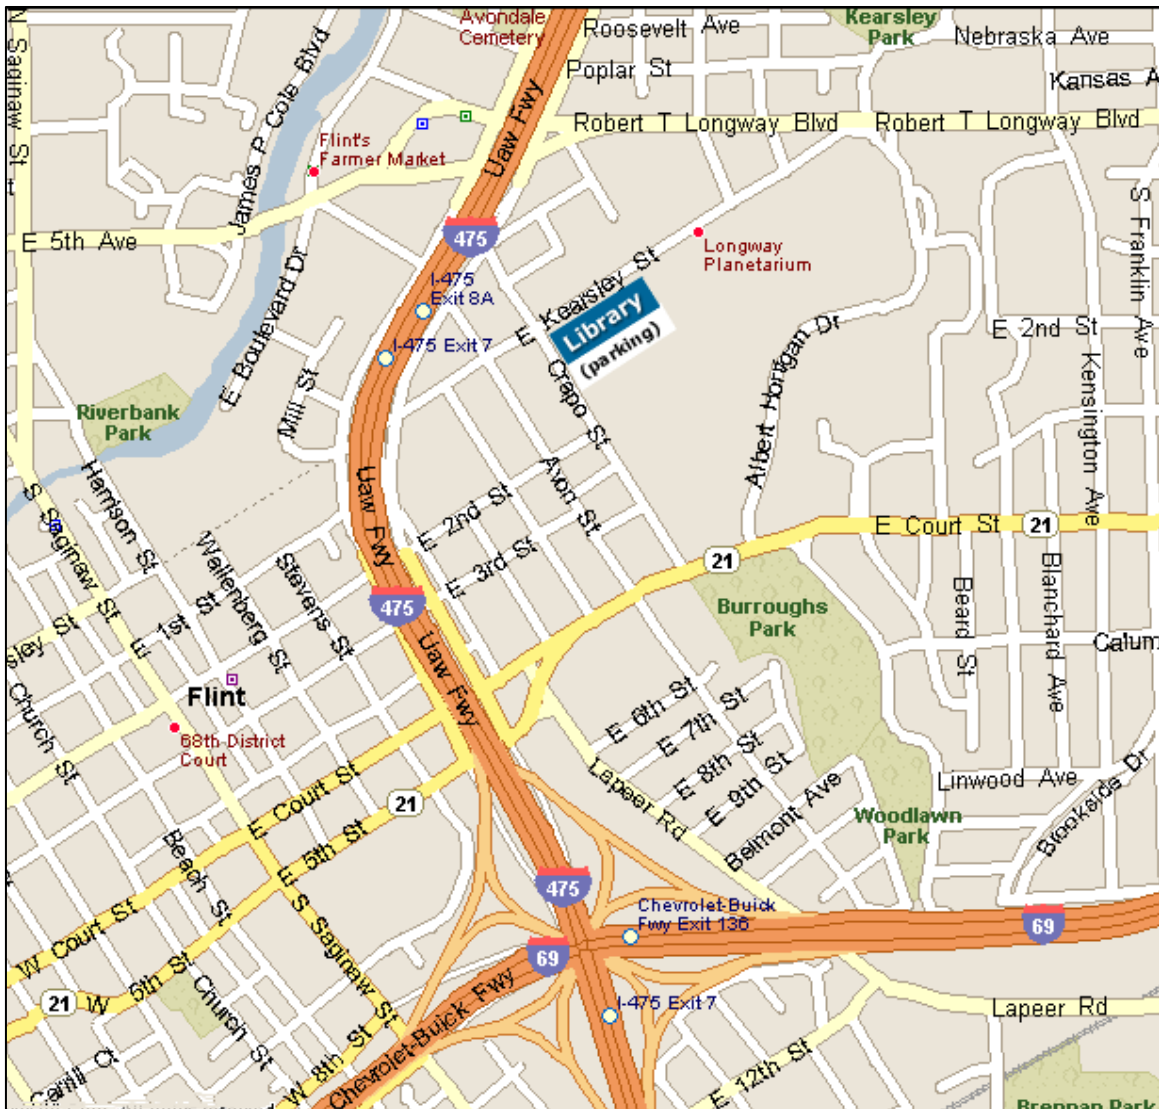 N Saginaw St
Avondale
Cemetery
Roosevelt Ave
Kearsley
Park
Nebraska Ave
Poplar St
Kansas A
James P Cole Blvd
Uaw Fwy
Robert T Longway Blvd
Robert T Longway Blvd
Flint's
Farmer Market
E 5th Ave
475
S Franklin Ave
Longway
Planetarium
E Boulevard Dr
I-475
Exit 8A
E Kearsley St
Library
(parking)
I-475 Exit 7
Albert Horrigan Dr
E 2nd St
Kensington Ave
Mill St
Crapo St
Riverbank
Park
Harrison St
Uaw Fwy
Avon St
S Saginaw St
E 2nd St
E Court St
21
21
Wallenberg St
Stevens St
E 3rd St
475
Burroughs
Park
Beard St
Blanchard Ave
E 1st St
sley St
Uaw Fwy
Calum
Flint
Church St
68th District
Court
E 6th St
E 7th St
E 8th St
E 9th St
Lapeer Rd
Belmont Ave
Linwood Ave
Brookside Dr
Woodlawn
Park
E Court St
21
E 5th St
Beach St
475
Chevrolet-Buick
Fwy Exit 136
69
69
E S Saginaw St
W Court St
W 5th St
21
Church St
Chevrolet-Buick Fwy
I-475 Exit 7
Lapeer Rd
W 8th St
E 12th St
Carrill Ct
Brennan Park